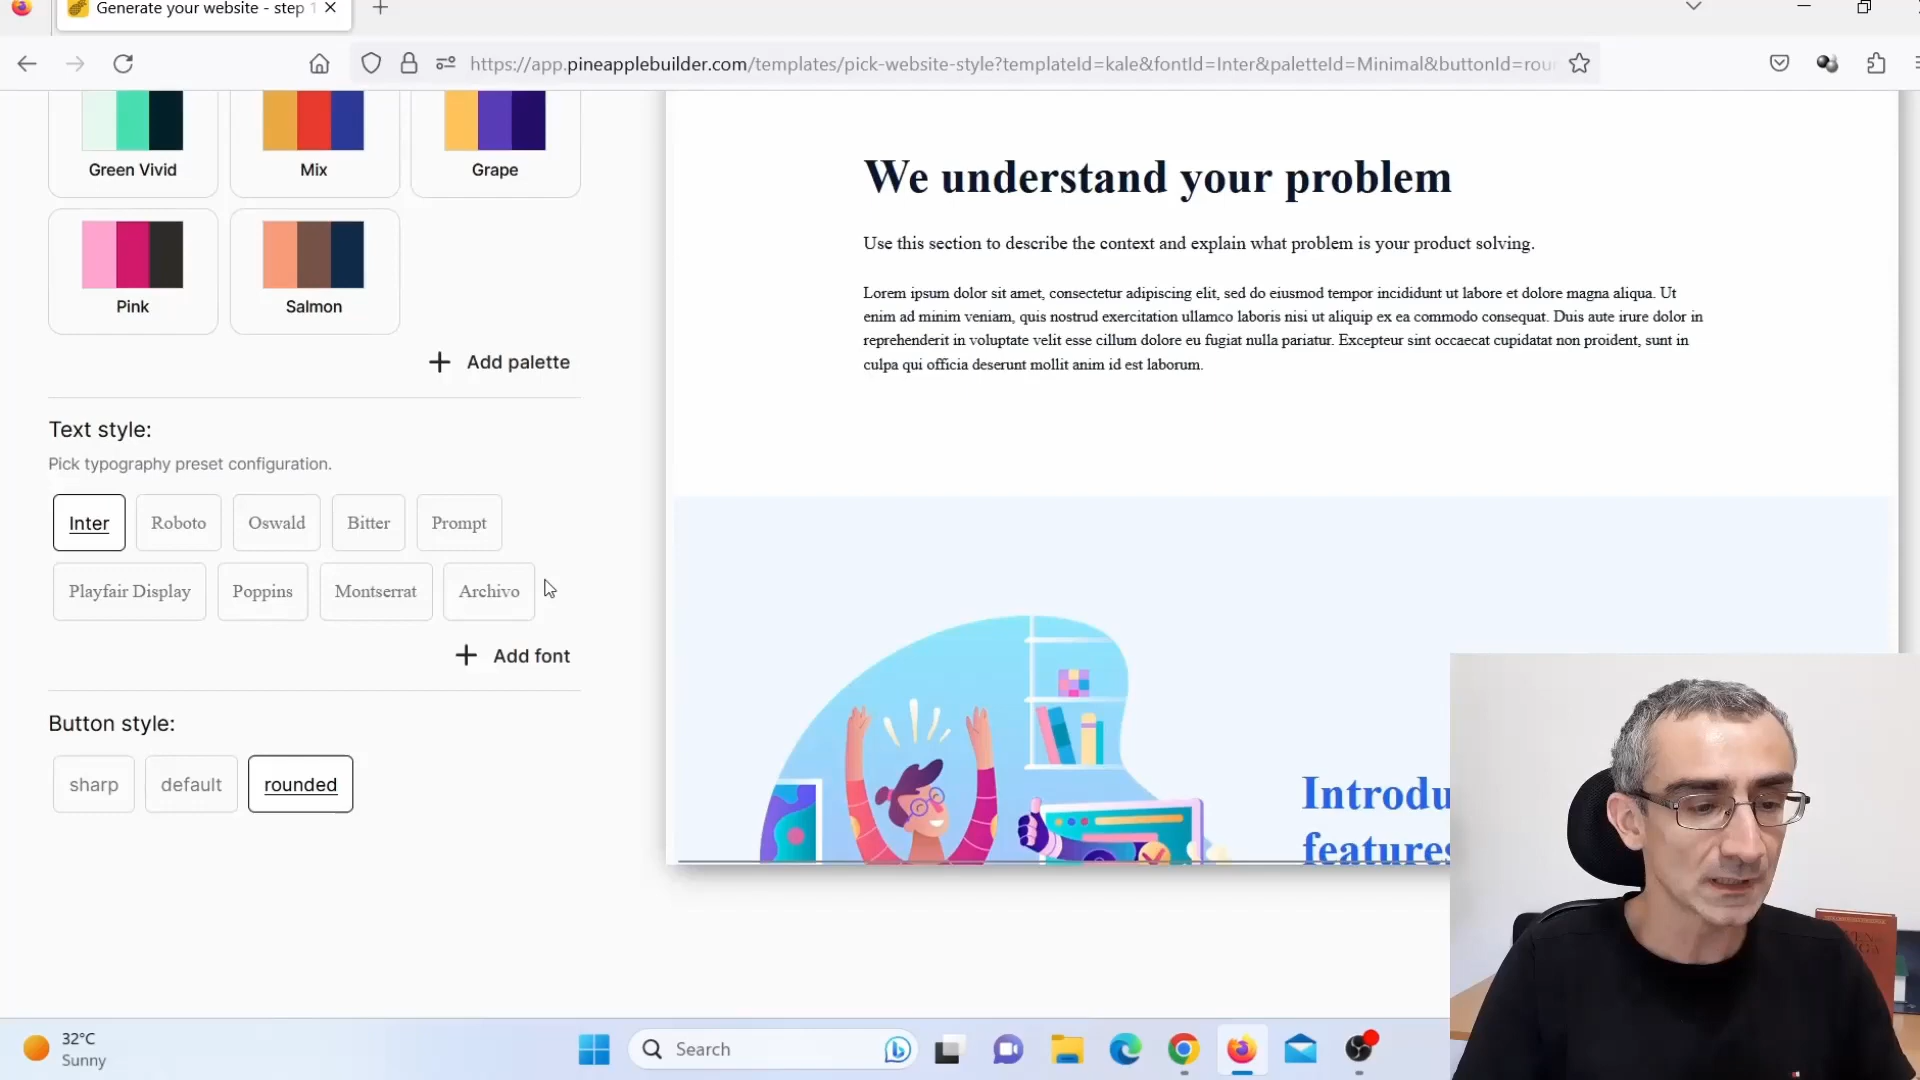 Generate your website - step 1
https://app.pineapplebuilder.com/templates/pick-website-style?templateId=kale&fontId=Inter&paletteId=Minimal&buttonId=rou
Green Vivid
Mix
Grape
Pink
Salmon
Add palette
Text style:
Pick typography preset configuration.
Inter
Roboto
Oswald
Bitter
Prompt
Playfair Display
Poppins
Montserrat
Archivo
Add font
Button style:
sharp
default
rounded
We understand your problem
Use this section to describe the context and explain what problem is your product solving.
Lorem ipsum dolor sit amet, consectetur adipiscing elit, sed do eiusmod tempor incididunt ut labore et dolore magna aliqua. Ut
enim ad minim veniam, quis nostrud exercitation ullamco laboris nisi ut aliquip ex ea commodo consequat. Duis aute irure dolor in
reprehenderit in voluptate velit esse cillum dolore eu fugiat nulla pariatur. Excepteur sint occaecat cupidatat non proident, sunt in
culpa qui officia deserunt mollit anim id est laborum.
Introdu
features
32°C
Sunny
Search